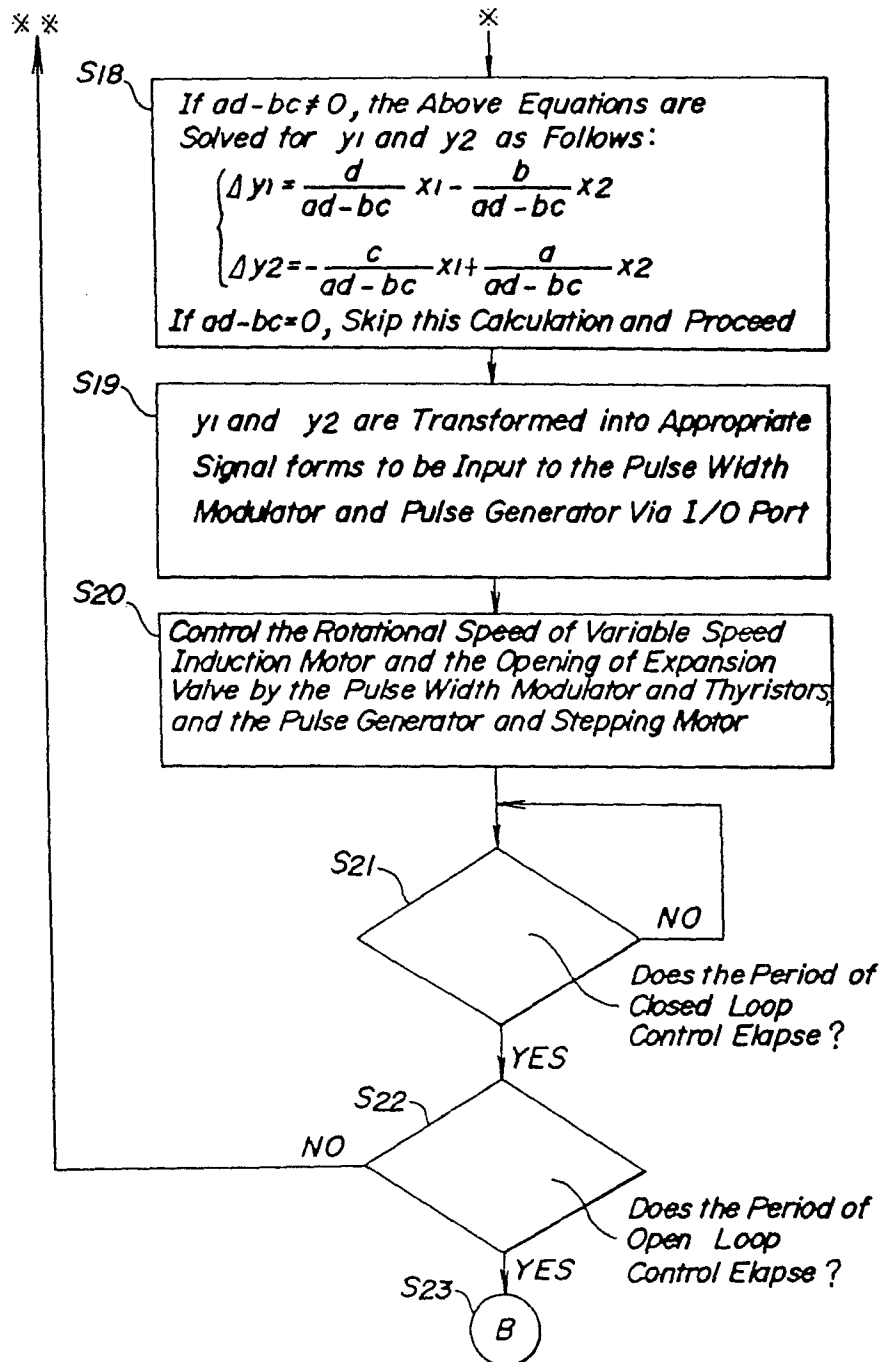 ※ ※
※
S18
If ad-bc≠0, the Above Equations are
Solved for y1 and y2 as Follows:
Δy1 = d/(ad-bc) x1 - b/(ad-bc) x2
Δy2 = - c/(ad-bc) x1 + a/(ad-bc) x2
If ad-bc=0, Skip this Calculation and Proceed
S19
y1 and y2 are Transformed into Appropriate
Signal forms to be Input to the Pulse Width
Modulator and Pulse Generator Via I/O Port
S20
Control the Rotational Speed of Variable Speed
Induction Motor and the Opening of Expansion
Valve by the Pulse Width Modulator and Thyristors,
and the Pulse Generator and Stepping Motor
S21
NO
Does the Period of
Closed Loop
Control Elapse?
YES
S22
NO
Does the Period of
Open Loop
Control Elapse?
YES
S23
B